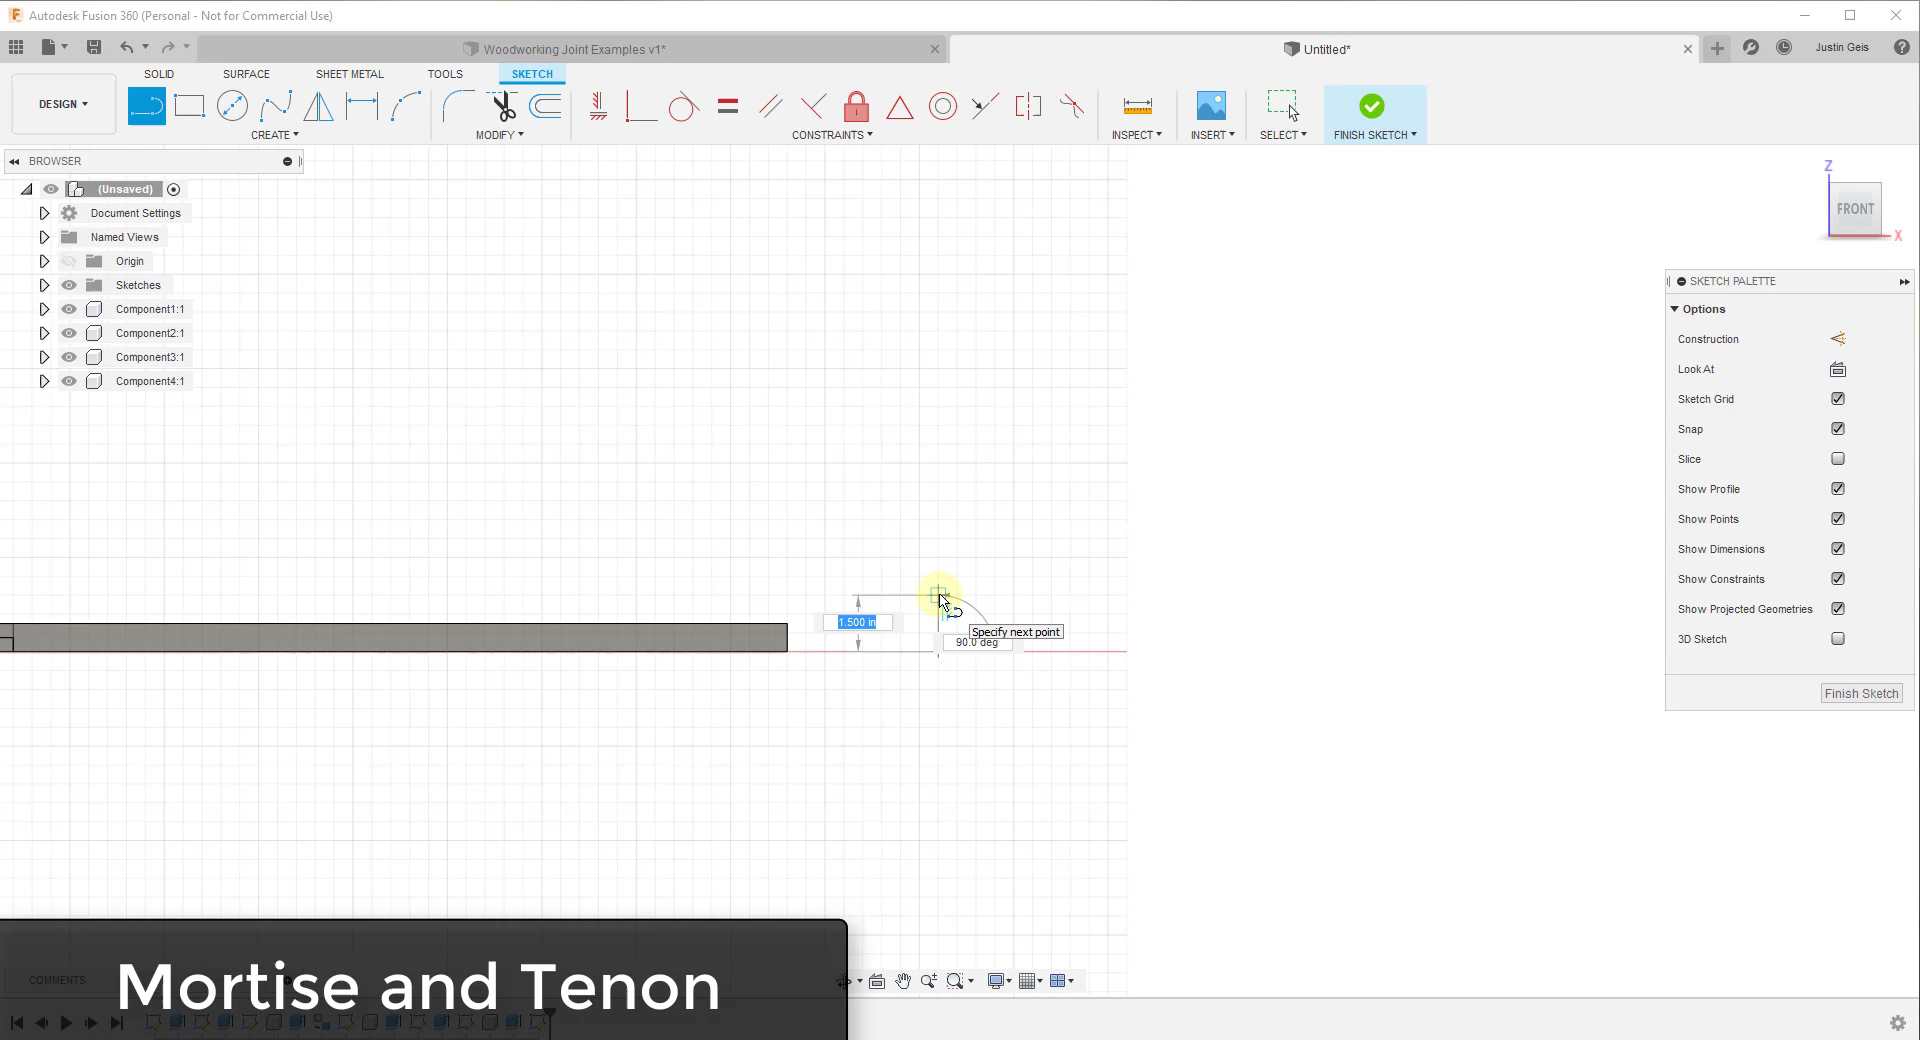 Autodesk Fusion 360 (Personal - Not for Commercial Use)
Woodworking Joint Examples v1*
Untitled*
Justin Geis
SOLID SURFACE SHEET METAL TOOLS SKETCH
DESIGN
CREATE MODIFY CONSTRAINTS INSPECT INSERT SELECT FINISH SKETCH
BROWSER
(Unsaved)
Document Settings
Named Views
Origin
Sketches
Component1:1
Component2:1
Component3:1
Component4:1
Z
FRONT
X
SKETCH PALETTE
Options
Construction
Look At
Sketch Grid
Snap
Slice
Show Profile
Show Points
Show Dimensions
Show Constraints
Show Projected Geometries
3D Sketch
Finish Sketch
1.500 in
Specify next point
90.0 deg
COMMENTS
Mortise and Tenon